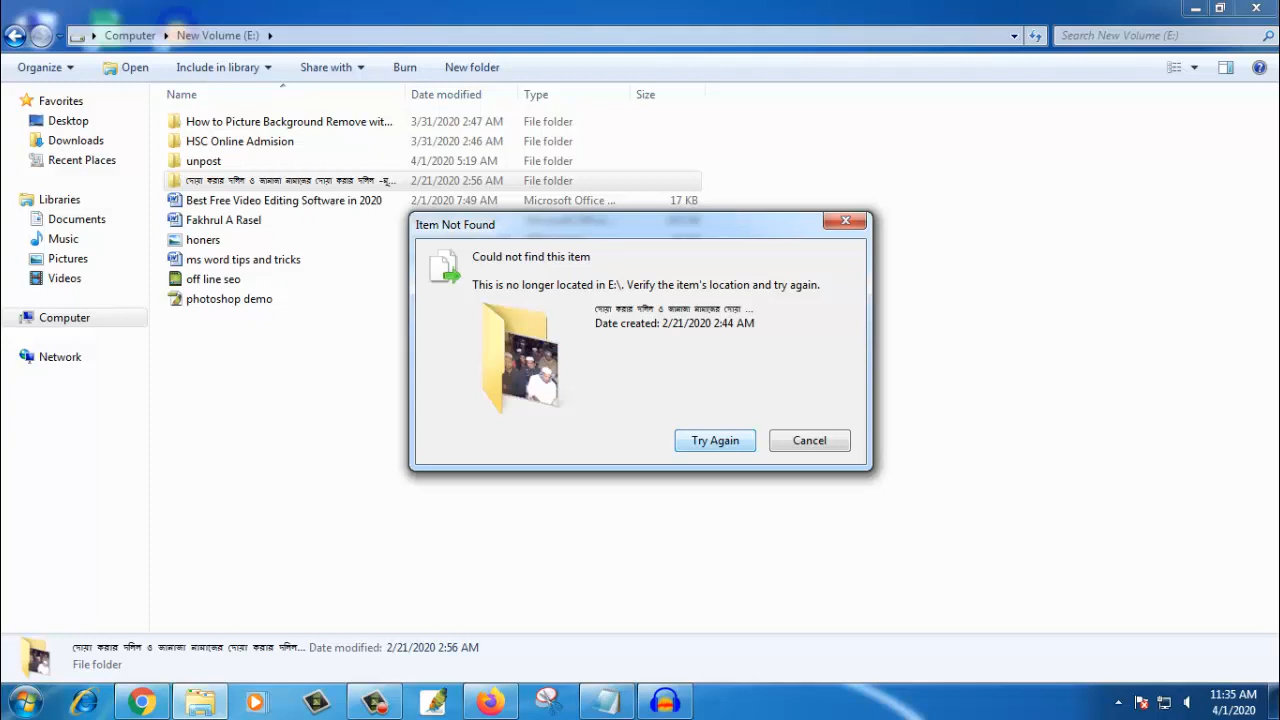 Computer New Volume (E:)
Search New Volume (E:)
Organize Open Include in library Share with Burn New folder
Name Date modified Type Size
Favorites
Desktop
Downloads
Recent Places
Libraries
Documents
Music
Pictures
Videos
Computer
Network
How to Picture Background Remove wit... 3/31/2020 2:47 AM File folder
HSC Online Admision 3/31/2020 2:46 AM File folder
unpost 4/1/2020 5:19 AM File folder
দোয়া করার দলিল ও জানাজা নামাজের দোয়া করার দলিল -মূ... 2/21/2020 2:56 AM File folder
Best Free Video Editing Software in 2020 2/1/2020 7:49 AM Microsoft Office ... 17 KB
Fakhrul A Rasel
honers
ms word tips and tricks
off line seo
photoshop demo
Item Not Found
Could not find this item
This is no longer located in E:\. Verify the item's location and try again.
দোয়া করার দলিল ও জানাজা নামাজের দোয়া ...
Date created: 2/21/2020 2:44 AM
Try Again Cancel
দোয়া করার দলিল ও জানাজা নামাজের দোয়া করার দলিল... Date modified: 2/21/2020 2:56 AM
File folder
11:35 AM
4/1/2020